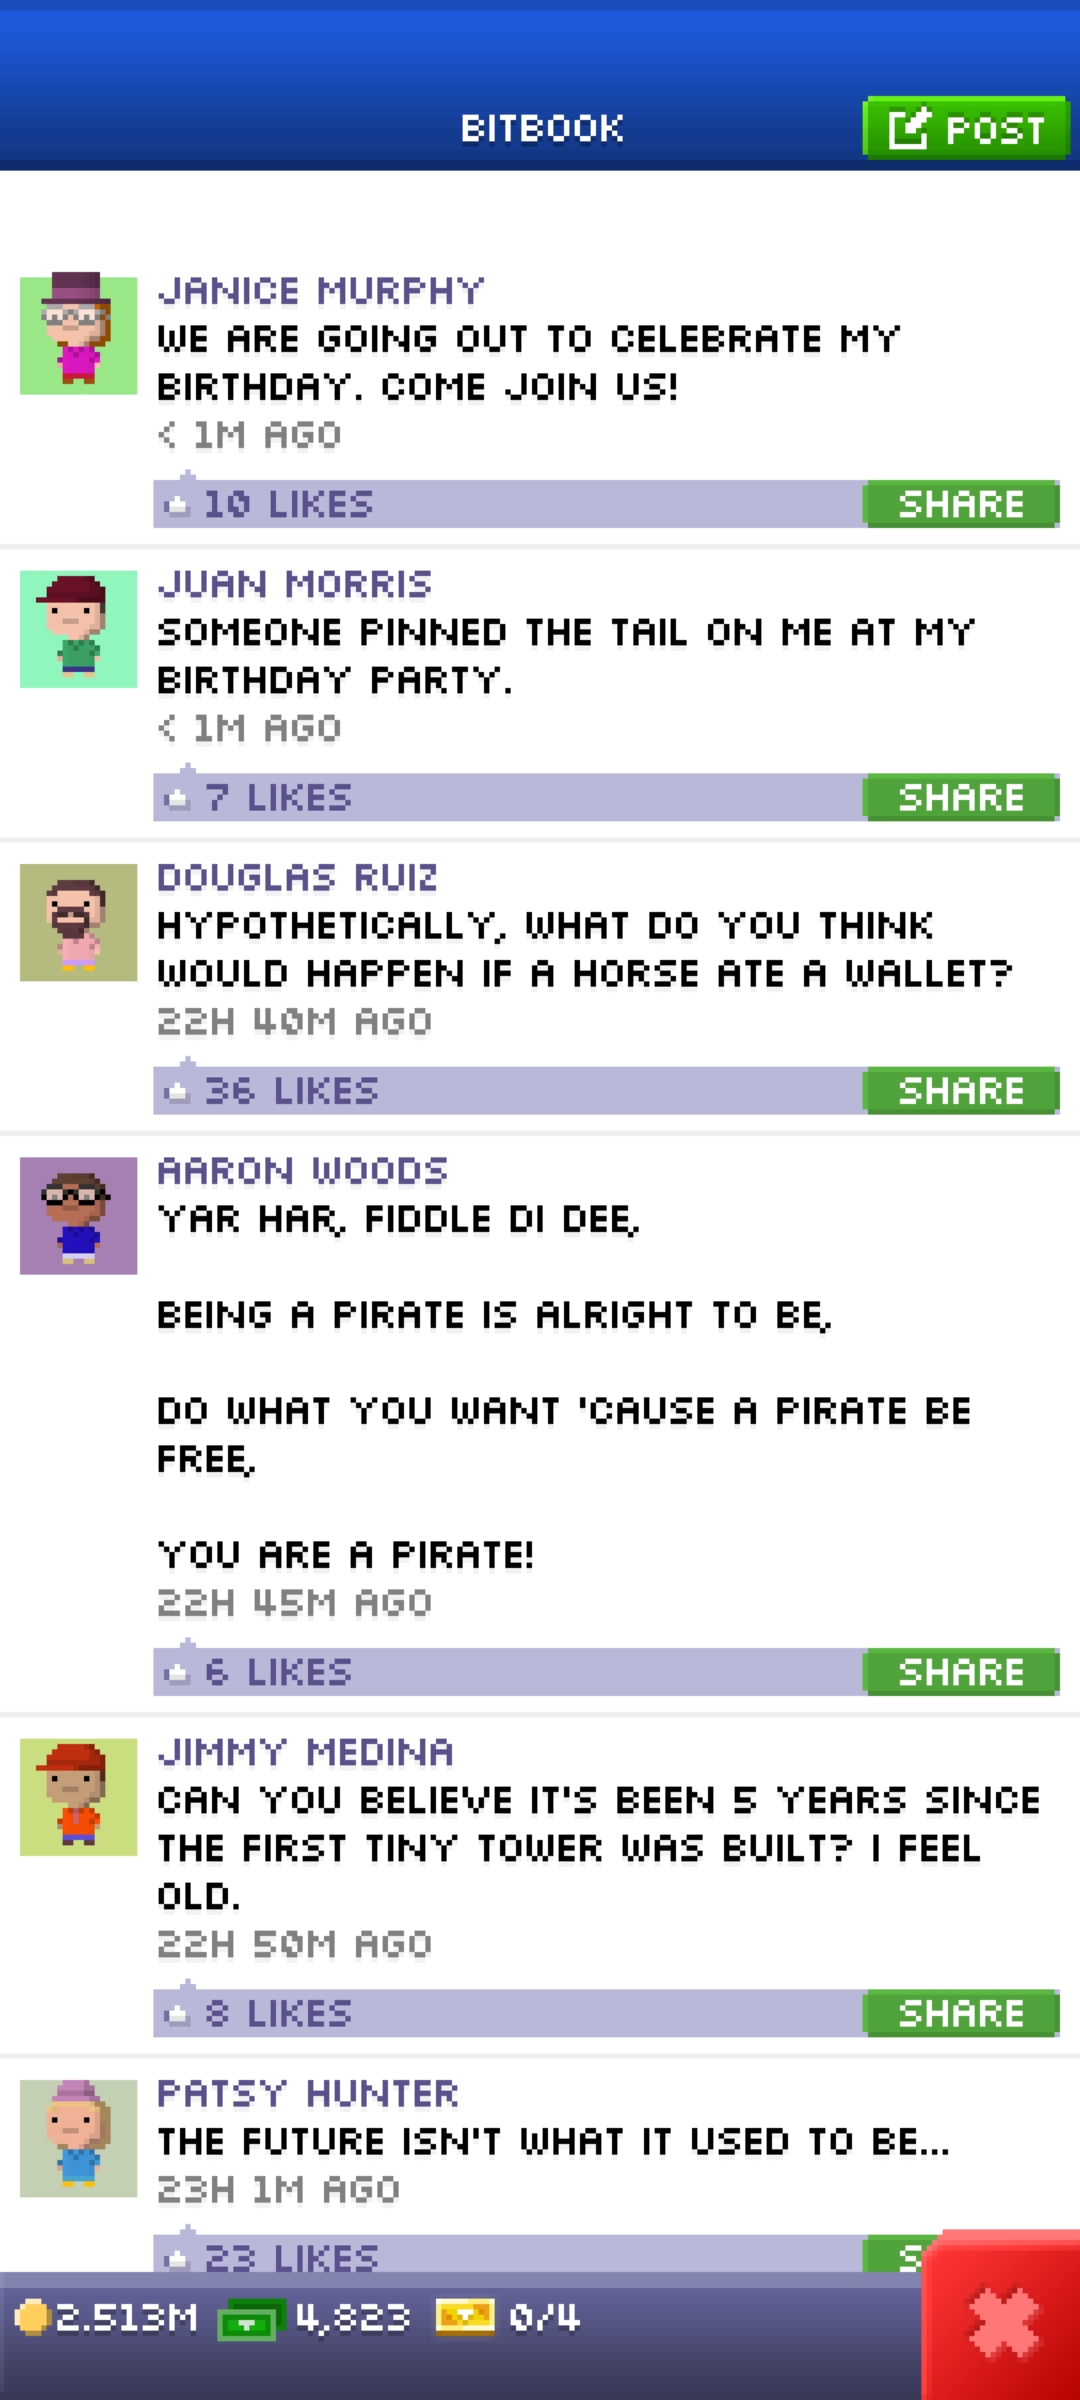 BITBOOK
POST
JANICE MURPHY
WE ARE GOING OUT TO CELEBRATE MY
BIRTHDAY. COME JOIN US!
< 1M AGO
10 LIKES
SHARE
JUAN MORRIS
SOMEONE PINNED THE TAIL ON ME AT MY
BIRTHDAY PARTY.
< 1M AGO
7 LIKES
SHARE
DOUGLAS RUIZ
HYPOTHETICALLY, WHAT DO YOU THINK
WOULD HAPPEN IF A HORSE ATE A WALLET?
22H 40M AGO
36 LIKES
SHARE
AARON WOODS
YAR HAR, FIDDLE DI DEE,
BEING A PIRATE IS ALRIGHT TO BE,
DO WHAT YOU WANT 'CAUSE A PIRATE BE
FREE,
YOU ARE A PIRATE!
22H 45M AGO
6 LIKES
SHARE
JIMMY MEDINA
CAN YOU BELIEVE IT'S BEEN 5 YEARS SINCE
THE FIRST TINY TOWER WAS BUILT? I FEEL
OLD.
22H 50M AGO
8 LIKES
SHARE
PATSY HUNTER
THE FUTURE ISN'T WHAT IT USED TO BE...
23H 1M AGO
23 LIKES
2.513M 4,823 0/4